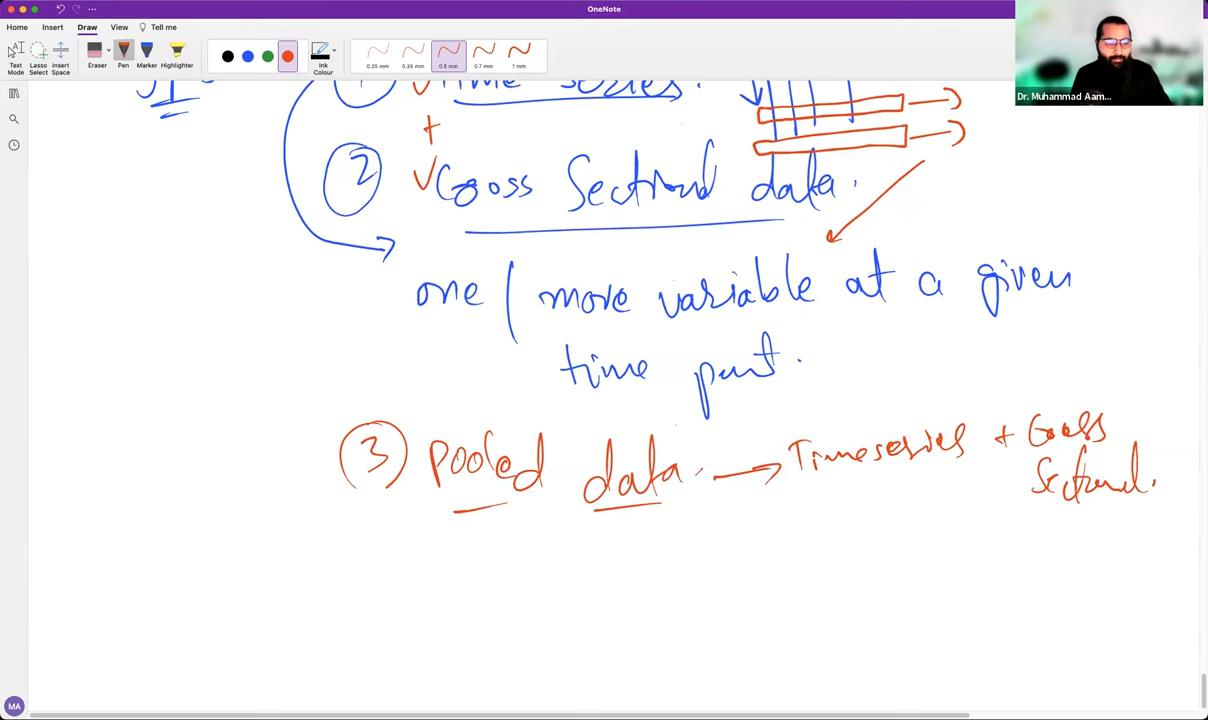 OneNote
Home Insert Draw View Tell me
Text Mode
Lasso Select
Insert Space
Eraser
Pen
Marker
Highlighter
Ink Colour
0.25 mm
0.35 mm
0.5 mm
0.7 mm
1 mm
Dr. Muhammad Aam...
1 Time series.
+
2 Cross Sectional data.
one / more variable at a given
time point.
3 Pooled data. → Timeseries + Cross
Sectional.
MA